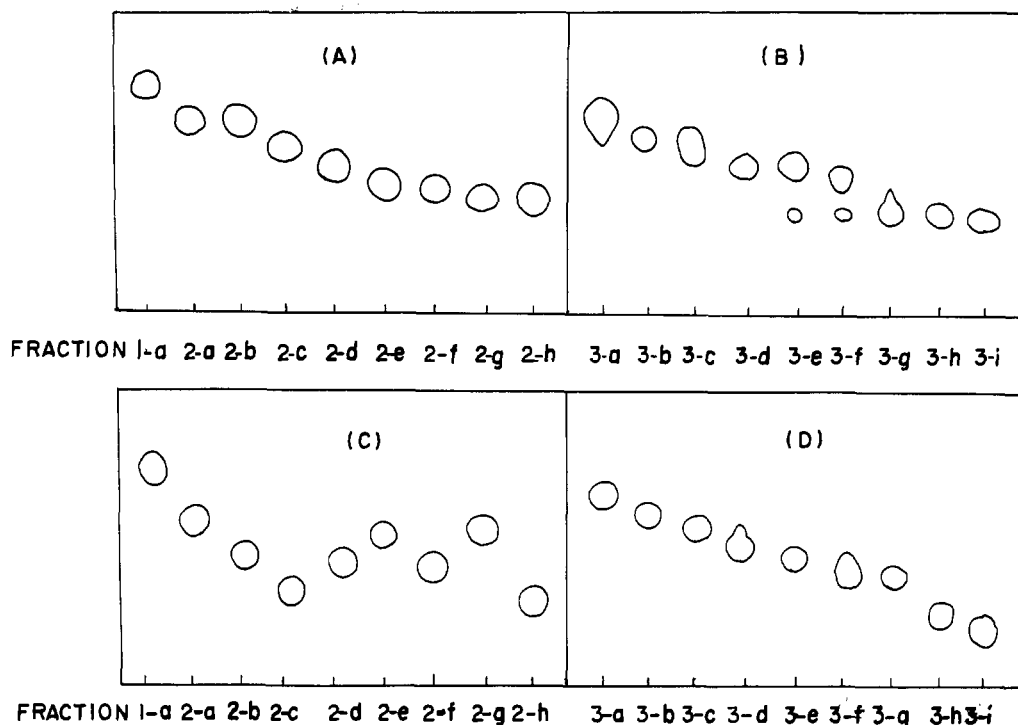 (A) (B)
FRACTION 1-a 2-a 2-b 2-c 2-d 2-e 2-f 2-g 2-h 3-a 3-b 3-c 3-d 3-e 3-f 3-g 3-h 3-i
(C) (D)
FRACTION 1-a 2-a 2-b 2-c 2-d 2-e 2-f 2-g 2-h 3-a 3-b 3-c 3-d 3-e 3-f 3-g 3-h 3-i